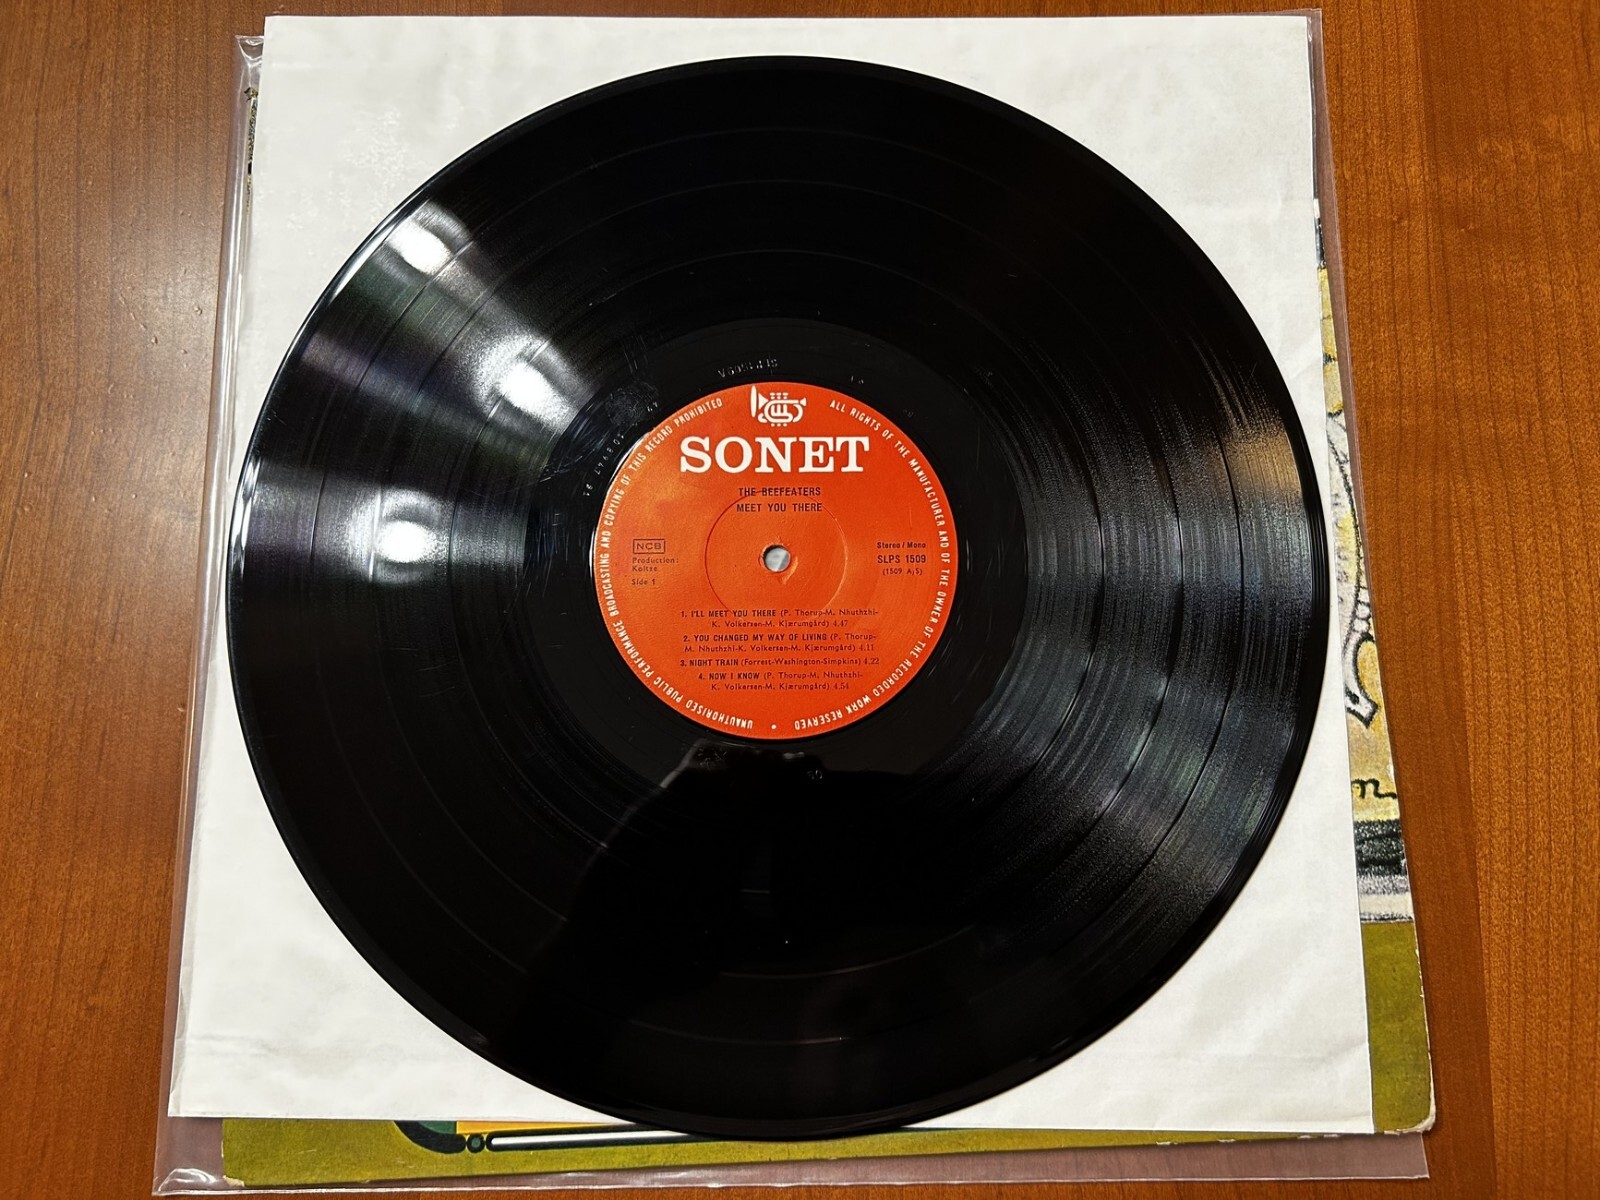 SONET
THE BEEFEATERS
MEET YOU THERE
NCB
Production:
Side 1
Stereo / Mono
SLPS 1509
(1509 A/S)
1. I'LL MEET YOU THERE (P. Thorup-M. Nhuthzhi-
K. Volkersen-M. Kjærumgård) 4.47
2. YOU CHANGED MY WAY OF LIVING (P. Thorup-
M. Nhuthzhi-K. Volkersen-M. Kjærumgård) 4.11
3. NIGHT TRAIN (Forrest-Washington-Simpkins) 4.22
4. NOW I KNOW (P. Thorup-M. Nhuthzhi-
K. Volkersen-M. Kjærumgård) 4.54
ALL RIGHTS OF THE MANUFACTURER AND OF THE OWNER OF THE RECORDED WORK RESERVED
UNAUTHORISED PUBLIC PERFORMANCE BROADCASTING AND COPYING OF THIS RECORD PROHIBITED